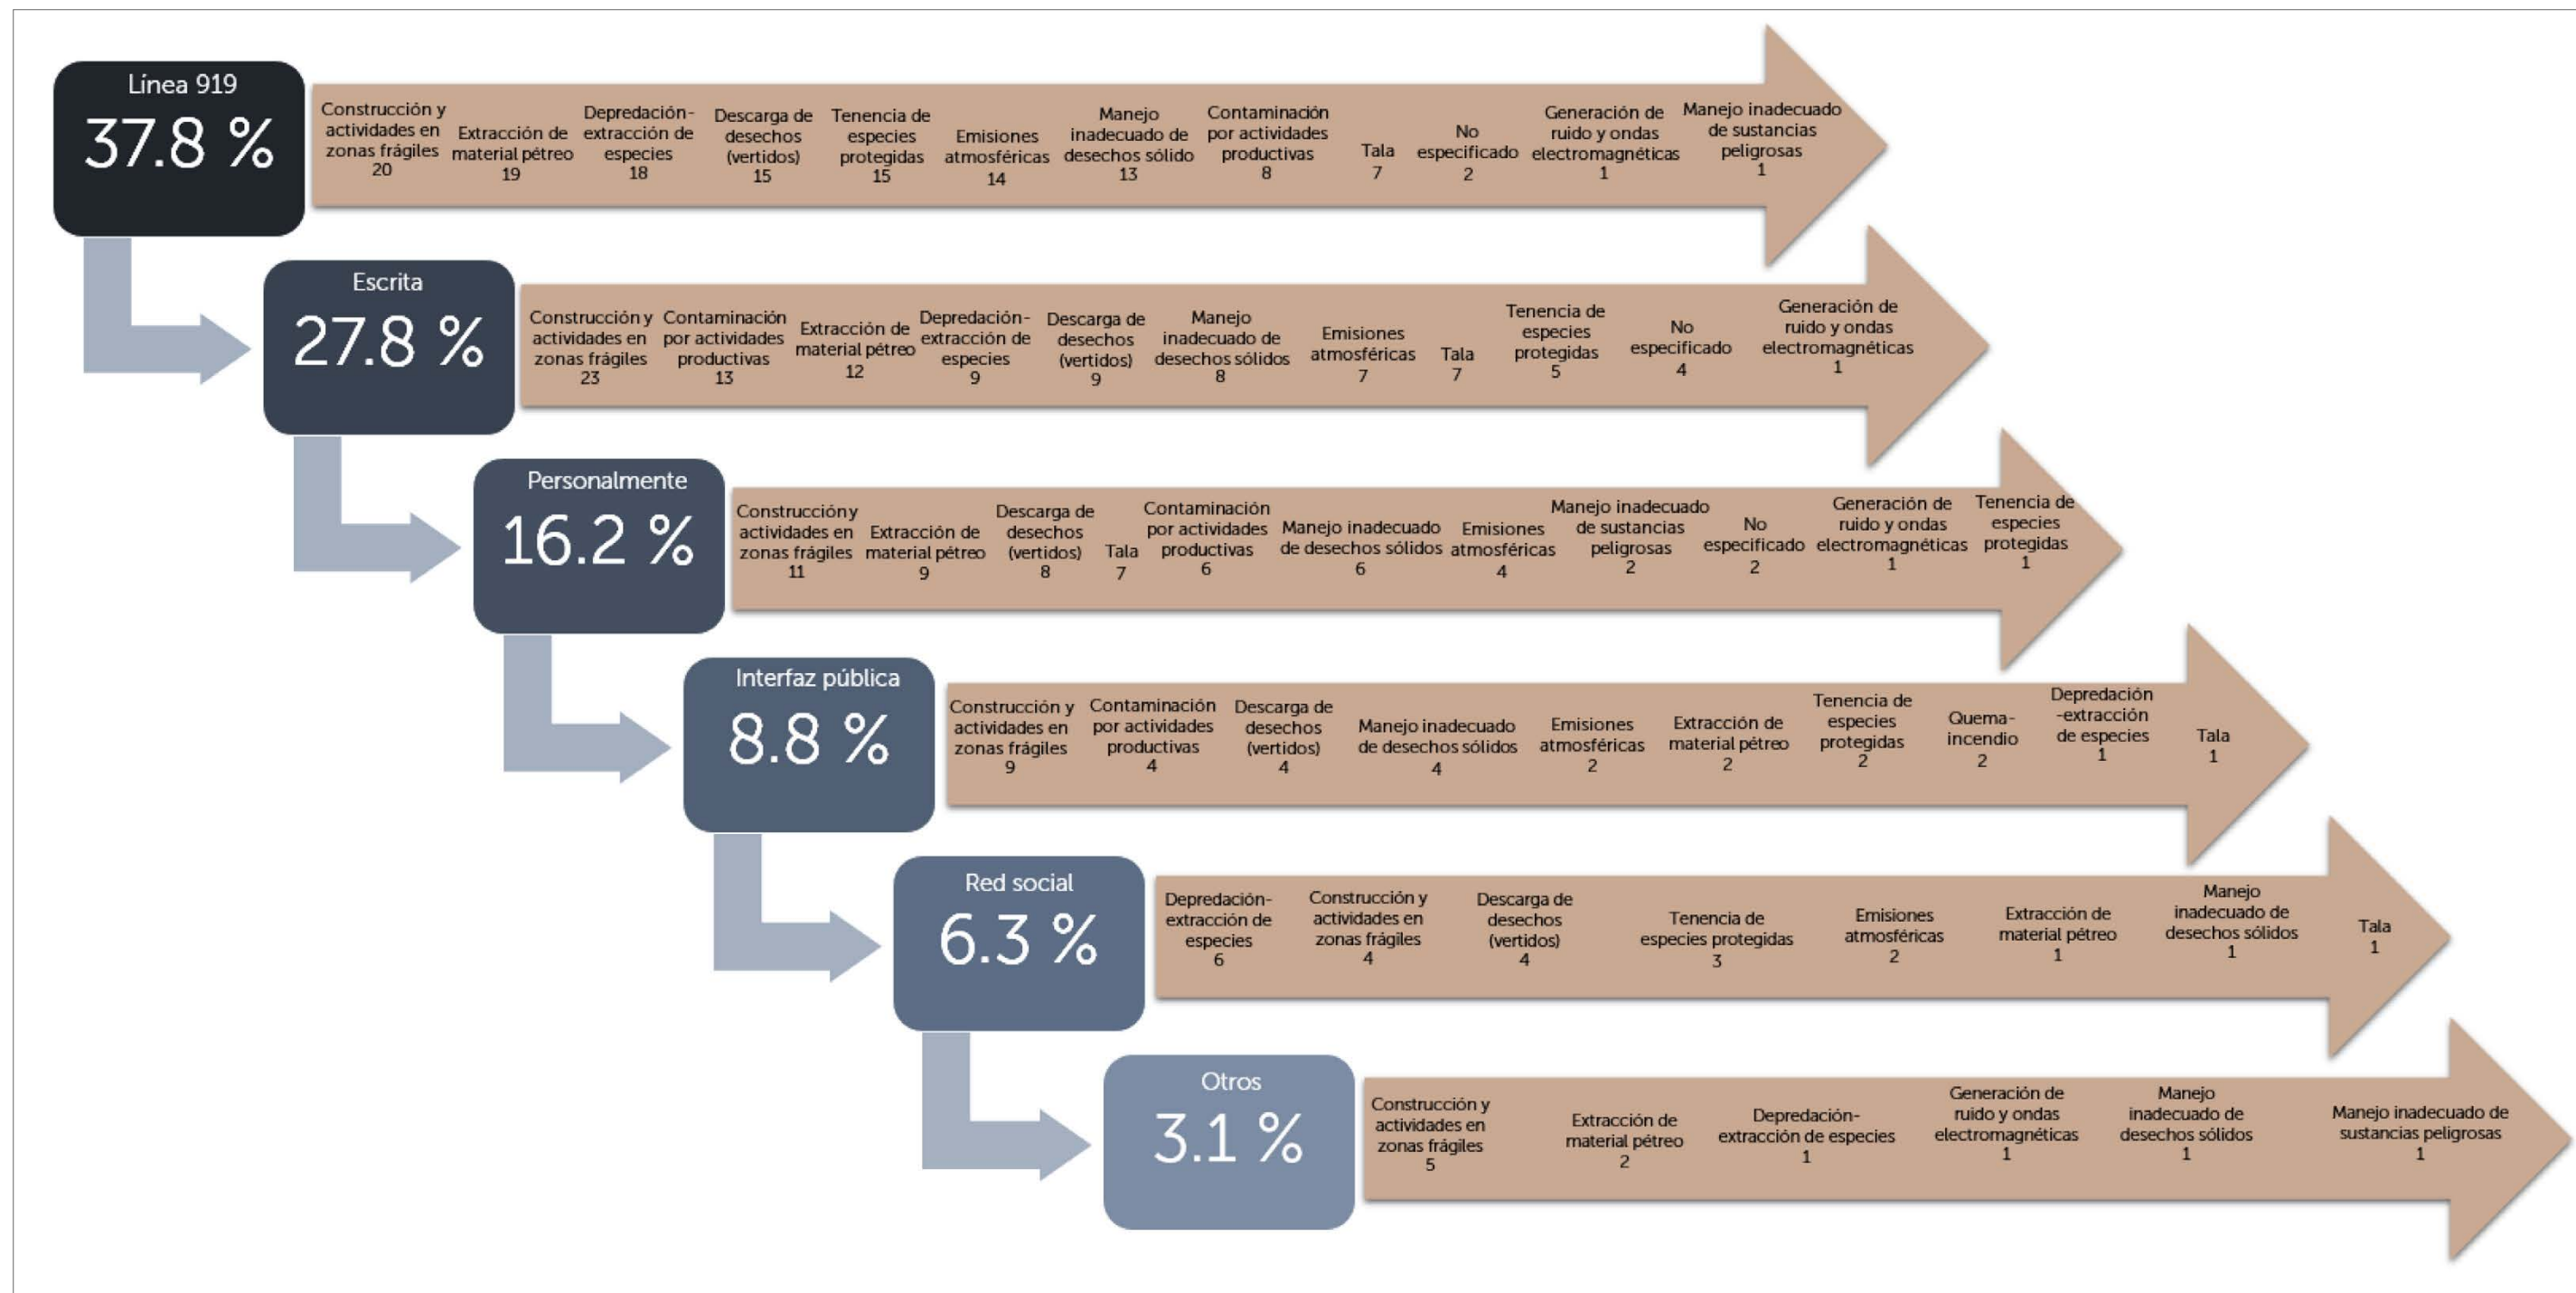 Línea 919
37.8 %
Construcción y
actividades en
zonas frágiles
20
Extracción de
material pétreo
19
Depredación-
extracción de
especies
18
Descarga de
desechos
(vertidos)
15
Tenencia de
especies
protegidas
15
Emisiones
atmosféricas
14
Manejo
inadecuado de
desechos sólido
13
Contaminación
por actividades
productivas
8
Tala
7
No
especificado
2
Generación de
ruido y ondas
electromagnéticas
1
Manejo inadecuado
de sustancias
peligrosas
1
Escrita
27.8 %
Construcción y
actividades en
zonas frágiles
23
Contaminación
por actividades
productivas
13
Extracción de
material pétreo
12
Depredación-
extracción de
especies
9
Descarga de
desechos
(vertidos)
9
Manejo
inadecuado de
desechos sólidos
8
Emisiones
atmosféricas
7
Tala
7
Tenencia de
especies
protegidas
5
No
especificado
4
Generación de
ruido y ondas
electromagnéticas
1
Personalmente
16.2 %
Construcción y
actividades en
zonas frágiles
11
Extracción de
material pétreo
9
Descarga de
desechos
(vertidos)
8
Tala
7
Contaminación
por actividades
productivas
6
Manejo inadecuado
de desechos sólidos
6
Emisiones
atmosféricas
4
Manejo inadecuado
de sustancias
peligrosas
2
No
especificado
2
Generación de
ruido y ondas
electromagnéticas
1
Tenencia de
especies
protegidas
1
Interfaz pública
8.8 %
Construcción y
actividades en
zonas frágiles
9
Contaminación
por actividades
productivas
4
Descarga de
desechos
(vertidos)
4
Manejo inadecuado
de desechos sólidos
4
Emisiones
atmosféricas
2
Extracción de
material pétreo
2
Tenencia de
especies
protegidas
2
Quema-
incendio
2
Depredación
-extracción
de especies
1
Tala
1
Red social
6.3 %
Depredación-
extracción de
especies
6
Construcción y
actividades en
zonas frágiles
4
Descarga de
desechos
(vertidos)
4
Tenencia de
especies protegidas
3
Emisiones
atmosféricas
2
Extracción de
material pétreo
1
Manejo
inadecuado de
desechos sólidos
1
Tala
1
Otros
3.1 %
Construcción y
actividades en
zonas frágiles
5
Extracción de
material pétreo
2
Depredación-
extracción de especies
1
Generación de
ruido y ondas
electromagnéticas
1
Manejo
inadecuado de
desechos sólidos
1
Manejo inadecuado de
sustancias peligrosas
1